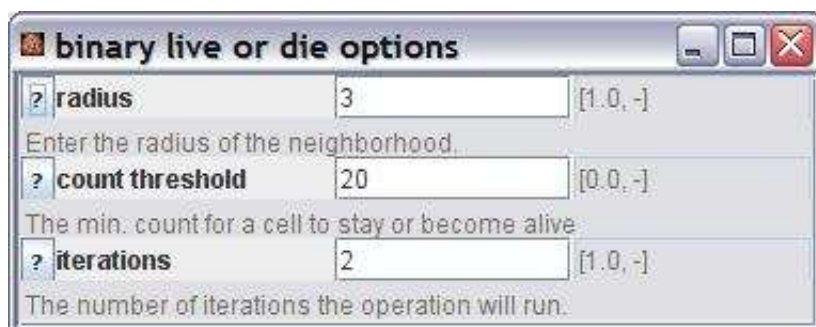 binary live or die options
? radius 3 [1.0, -]
Enter the radius of the neighborhood.
? count threshold 20 [0.0, -]
The min. count for a cell to stay or become alive
? iterations 2 [1.0, -]
The number of iterations the operation will run.